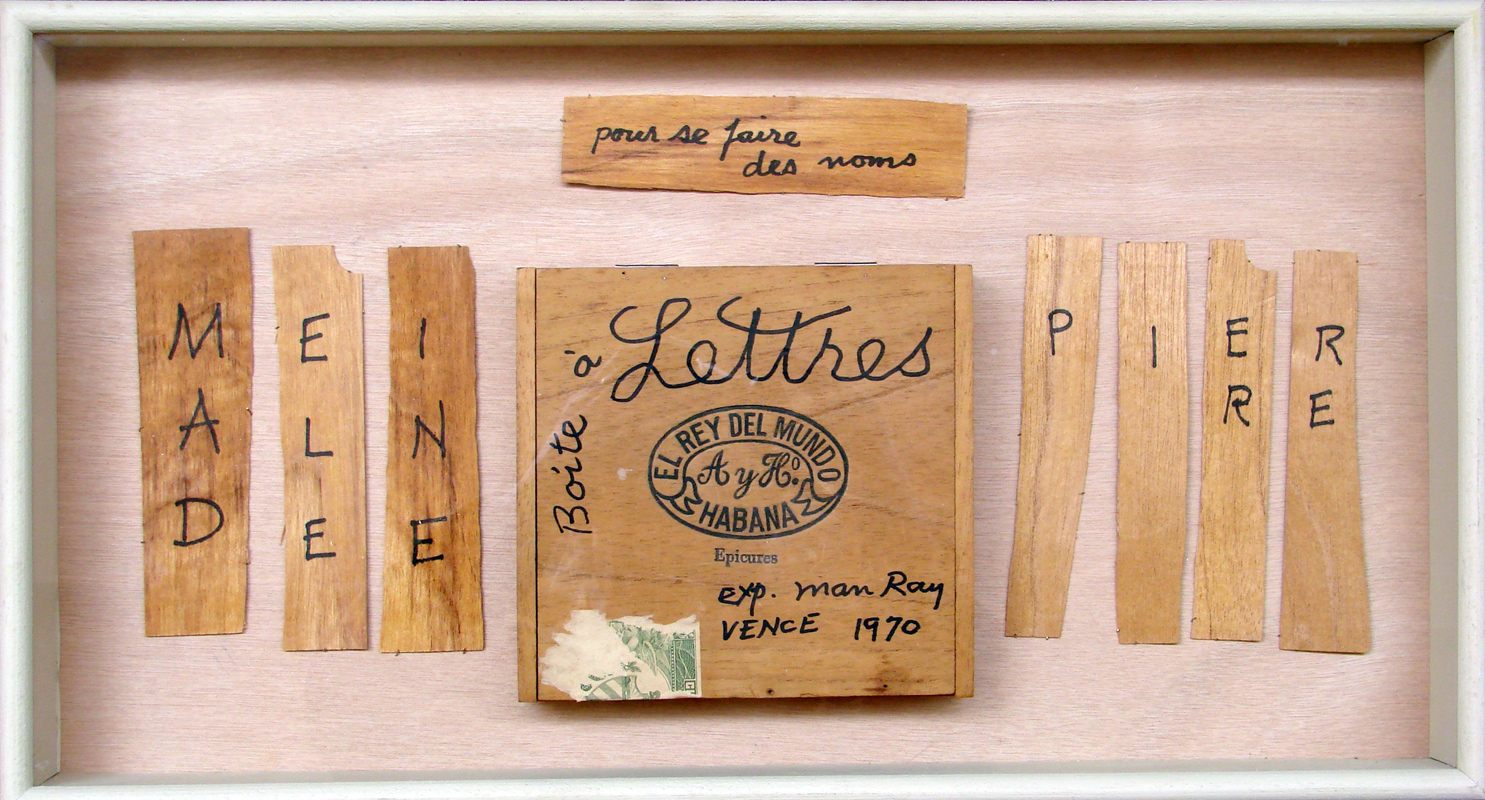 pour se faire
des noms
M
A
D
E
L
E
I
N
E
Boite à Lettres
EL REY DEL MUNDO
A y Hº.
HABANA
Epicures
exp. man Ray
VENCE 1970
P
I
E
R
R
E